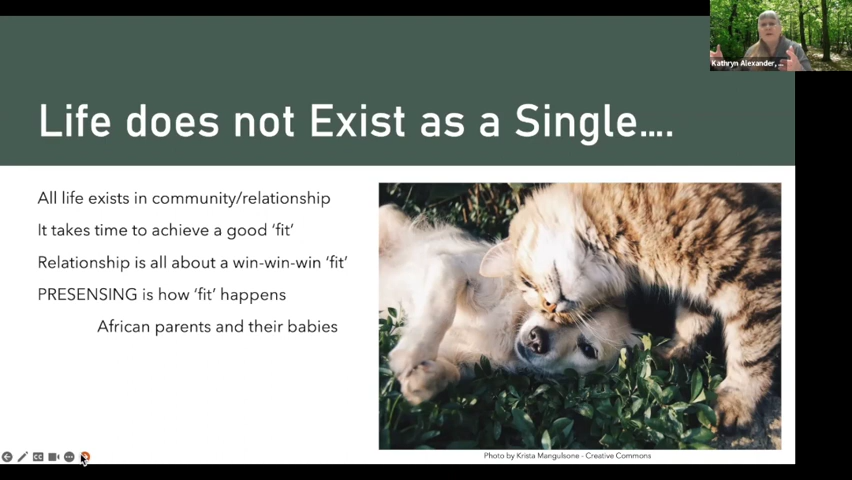 Kathryn Alexander, ...
Life does not Exist as a Single....
All life exists in community/relationship
It takes time to achieve a good ‘fit’
Relationship is all about a win-win-win ‘fit’
PRESENSING is how ‘fit’ happens
African parents and their babies
Photo by Krista Mangulsone - Creative Commons
CC